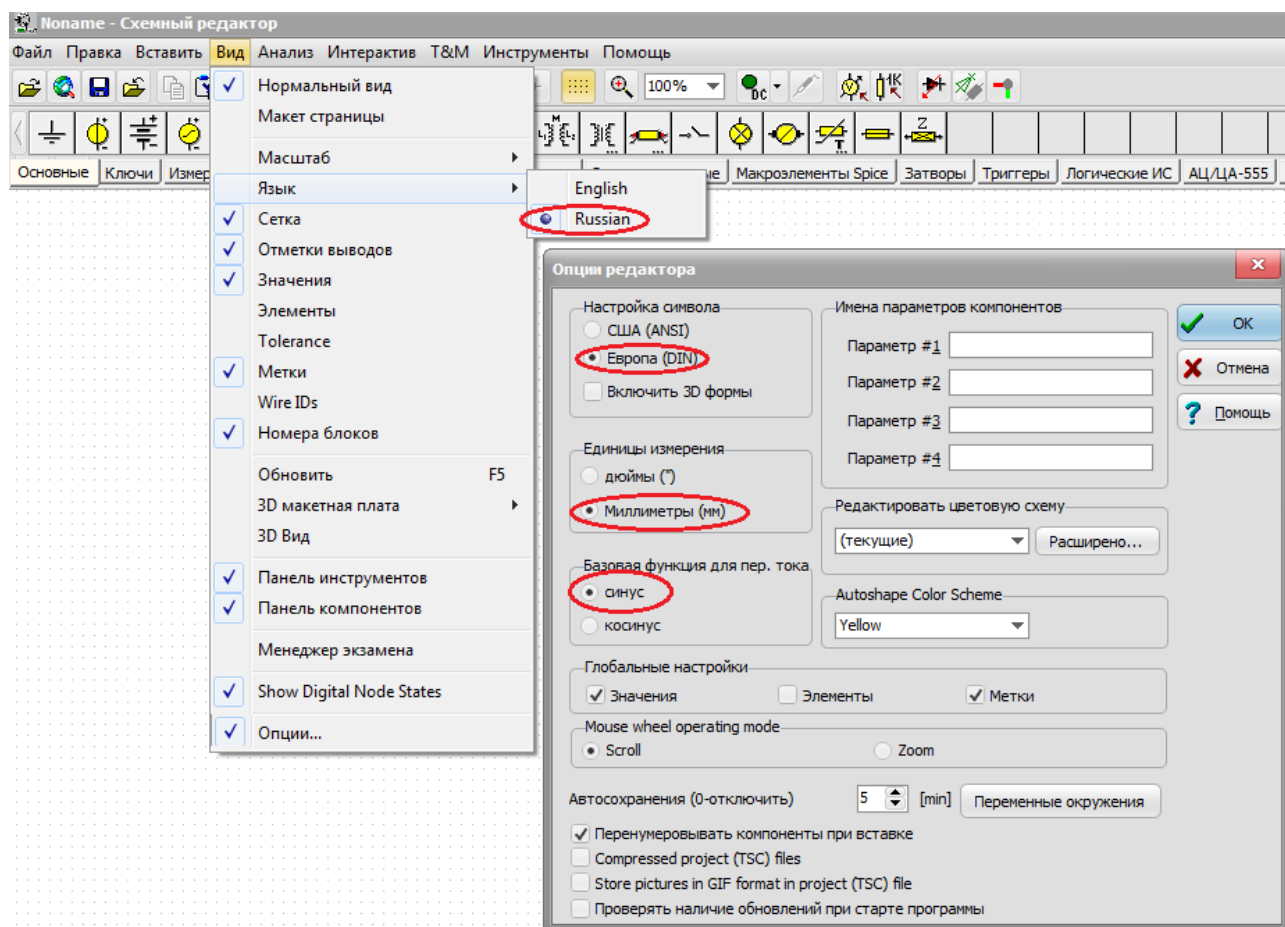 Noname - Схемный редактор
Файл Правка Вставить Вид Анализ Интерактив T&M Инструменты Помощь
100%
DC
1K
M
L1
L2
T
Z
Основные Ключи Измер
Макроэлементы Spice Затворы Триггеры Логические ИС АЦ/ЦА-555
Нормальный вид
Макет страницы
Масштаб
Язык
Сетка
Отметки выводов
Значения
Элементы
Tolerance
Метки
Wire IDs
Номера блоков
Обновить F5
3D макетная плата
3D Вид
Панель инструментов
Панель компонентов
Менеджер экзамена
Show Digital Node States
Опции...
English
Russian
Опции редактора
Настройка символа
США (ANSI)
Европа (DIN)
Включить 3D формы
Единицы измерения
дюймы (")
Миллиметры (мм)
Базовая функция для пер. тока
синус
косинус
Имена параметров компонентов
Параметр #1
Параметр #2
Параметр #3
Параметр #4
Редактировать цветовую схему
(текущие) Расширено...
Autoshape Color Scheme
Yellow
OK
Отмена
Помощь
Глобальные настройки
Значения Элементы Метки
Mouse wheel operating mode
Scroll Zoom
Автосохранения (0-отключить) 5 [min] Переменные окружения
Перенумеровывать компоненты при вставке
Compressed project (TSC) files
Store pictures in GIF format in project (TSC) file
Проверять наличие обновлений при старте программы